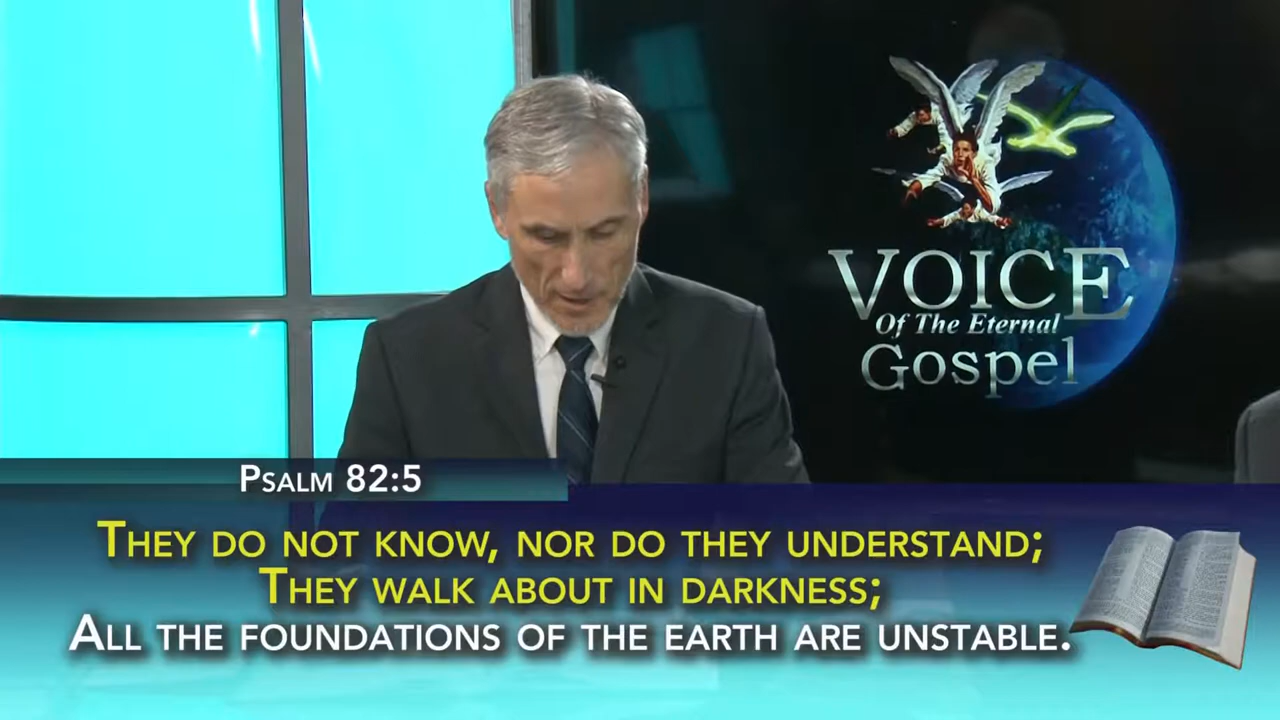 VOICE
Of The Eternal
Gospel
PSALM 82:5
THEY DO NOT KNOW, NOR DO THEY UNDERSTAND;
THEY WALK ABOUT IN DARKNESS;
ALL THE FOUNDATIONS OF THE EARTH ARE UNSTABLE.